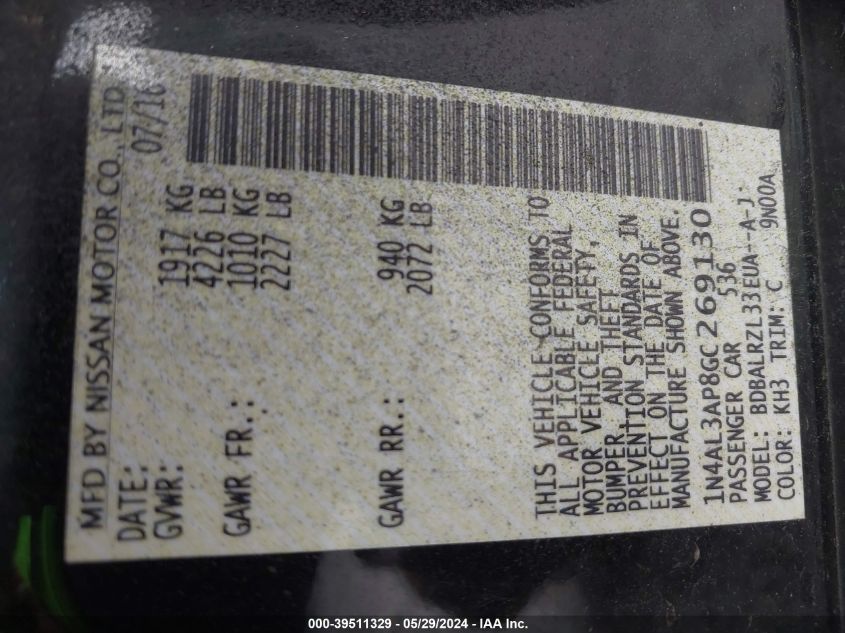 MFD BY NISSAN MOTOR CO., LTD
DATE: 07/16
GVWR: 1917 KG
4226 LB
GAWR FR.: 1010 KG
2227 LB
GAWR RR.: 940 KG
2072 LB
THIS VEHICLE CONFORMS TO
ALL APPLICABLE FEDERAL
MOTOR VEHICLE SAFETY,
BUMPER, AND THEFT
PREVENTION STANDARDS IN
EFFECT ON THE DATE OF
MANUFACTURE SHOWN ABOVE.
1N4AL3AP8GC269130
PASSENGER CAR 536
MODEL: BDBALRZL33EUA--A-J-
COLOR: KH3 TRIM: C 9N00A
000-39511329 - 05/29/2024 - IAA Inc.